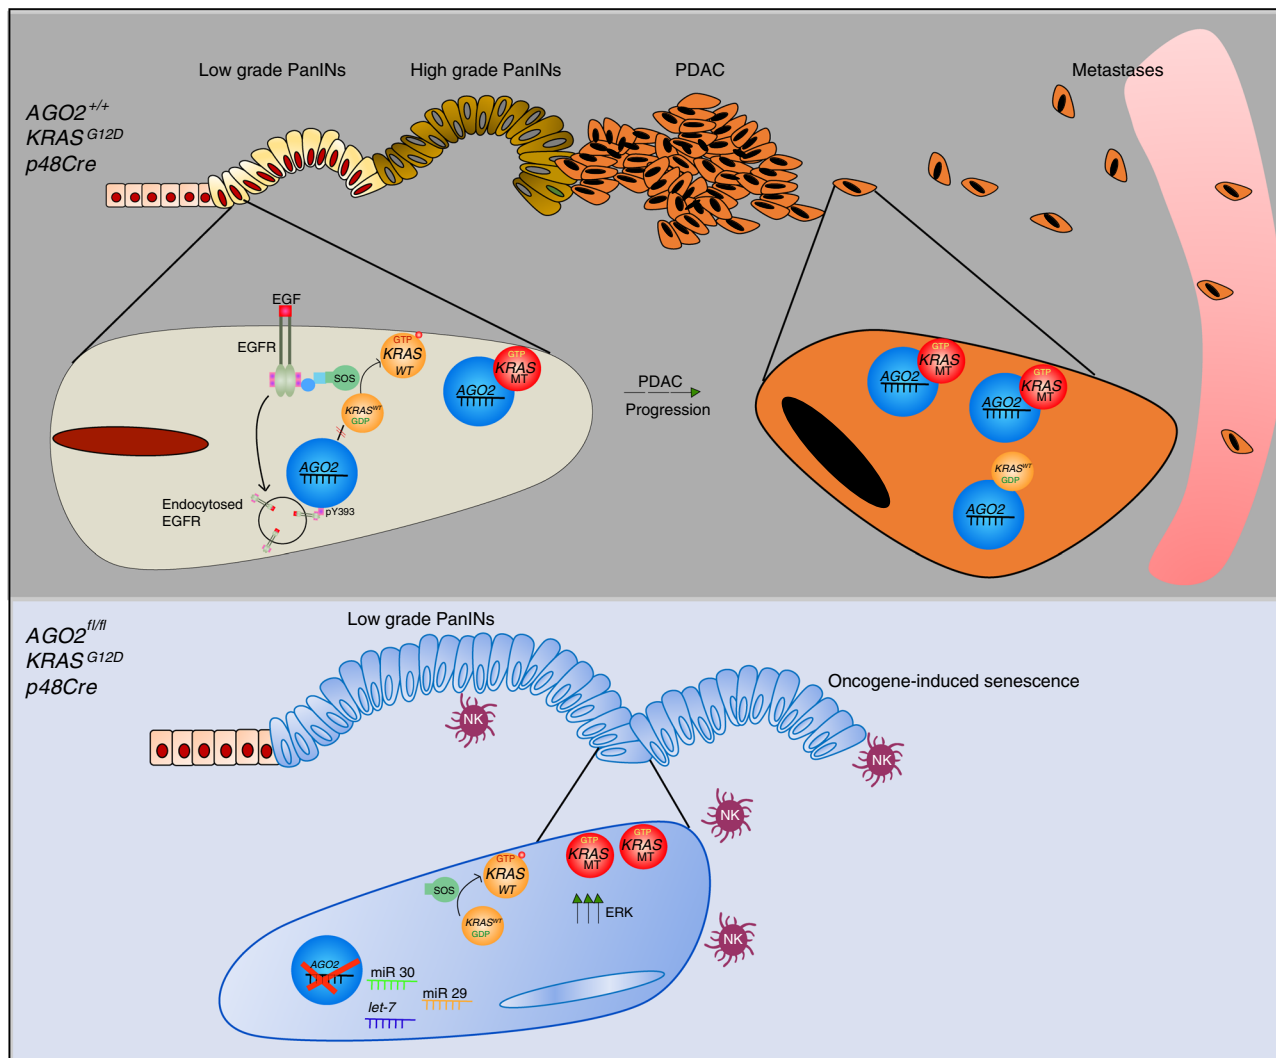 Low grade PanINs
High grade PanINs
PDAC
Metastases
AGO2+/+
KRAS G12D
p48Cre
EGF
EGFR
SOS
GTP
KRAS
WT
KRASWT
GDP
GTP
KRAS
MT
AGO2
AGO2
pY393
Endocytosed
EGFR
PDAC
Progression
GTP
KRAS
MT
AGO2
GTP
KRAS
MT
AGO2
KRASWT
GDP
AGO2
AGO2fl/fl
KRAS G12D
p48Cre
Low grade PanINs
Oncogene-induced senescence
NK
NK
NK
NK
GTP
KRAS
WT
SOS
KRASWT
GDP
GTP
KRAS
MT
GTP
KRAS
MT
ERK
AGO2
miR 30
miR 29
let-7